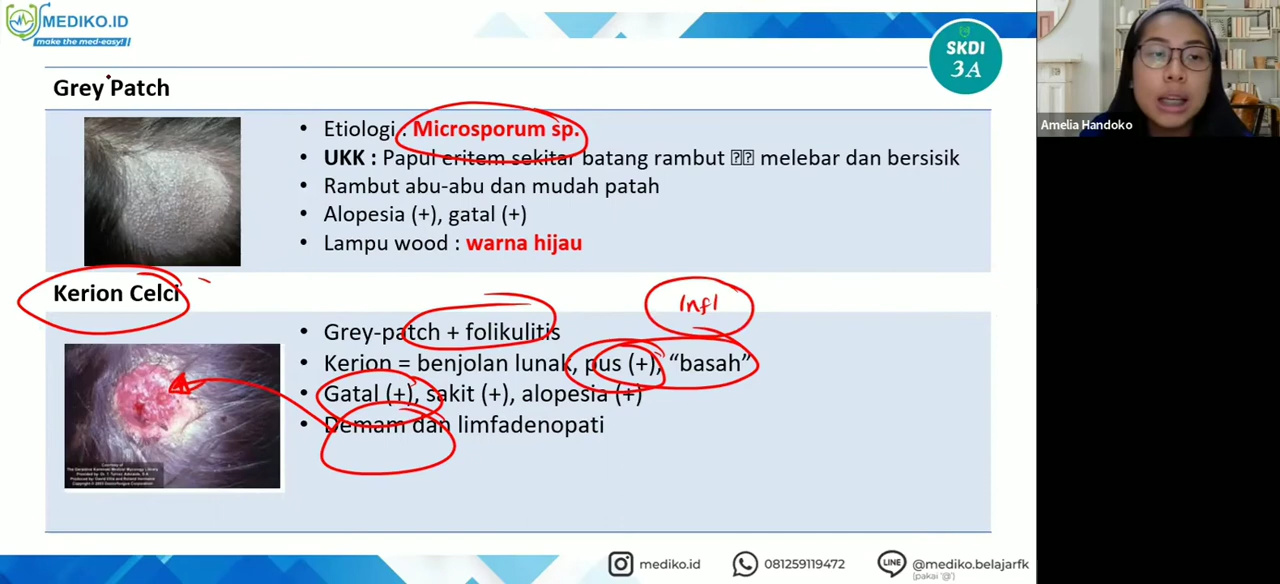 MEDIKO.ID
make the med-easy!
SKDI
3A
Amelia Handoko
Grey Patch
• Etiologi : Microsporum sp.
• UKK : Papul eritem sekitar batang rambut melebar dan bersisik
• Rambut abu-abu dan mudah patah
• Alopesia (+), gatal (+)
• Lampu wood : warna hijau
Kerion Celci
Infl
• Grey-patch + folikulitis
• Kerion = benjolan lunak, pus (+), “basah”
• Gatal (+), sakit (+), alopesia (+)
• Demam dan limfadenopati
mediko.id
081259119472
LINE
@mediko.belajarfk
(pakai '@')